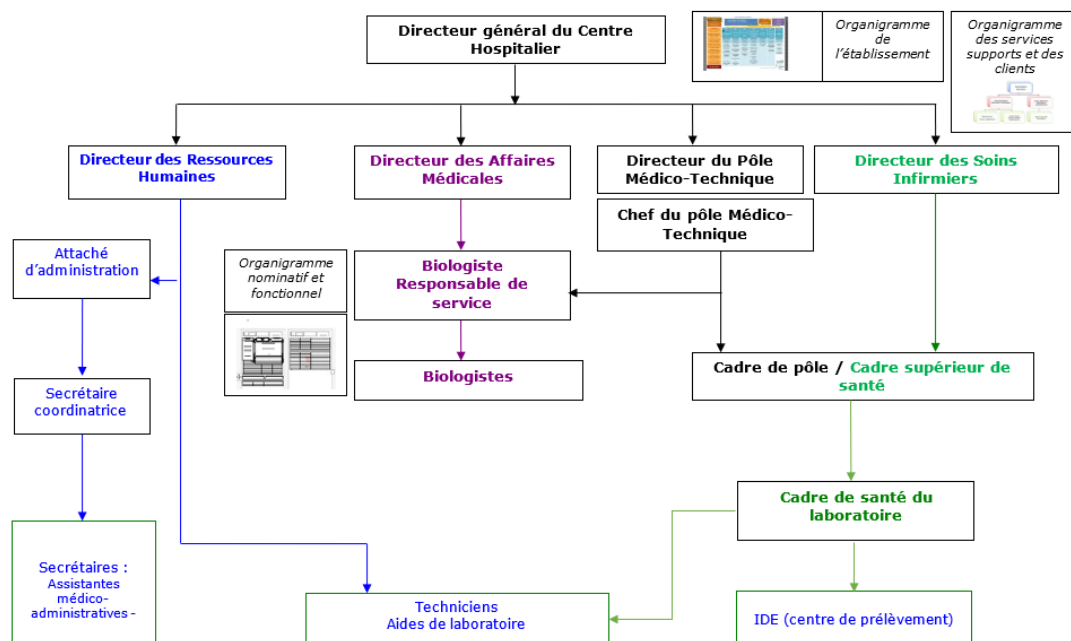 Directeur général du Centre
Hospitalier
Organigramme
de
l'établissement
Organigramme
des services
supports et des
clients
Directeur des Ressources
Humaines
Directeur des Affaires
Médicales
Directeur du Pôle
Médico-Technique
Directeur des Soins
Infirmiers
Chef du pôle Médico-
Technique
Attaché
d'administration
Organigramme
nominatif et
fonctionnel
Biologiste
Responsable de
service
Biologistes
Cadre de pôle / Cadre supérieur de
santé
Secrétaire
coordinatrice
Cadre de santé du
laboratoire
Secrétaires :
Assistantes
médico-
administratives -
Techniciens
Aides de laboratoire
IDE (centre de prélèvement)